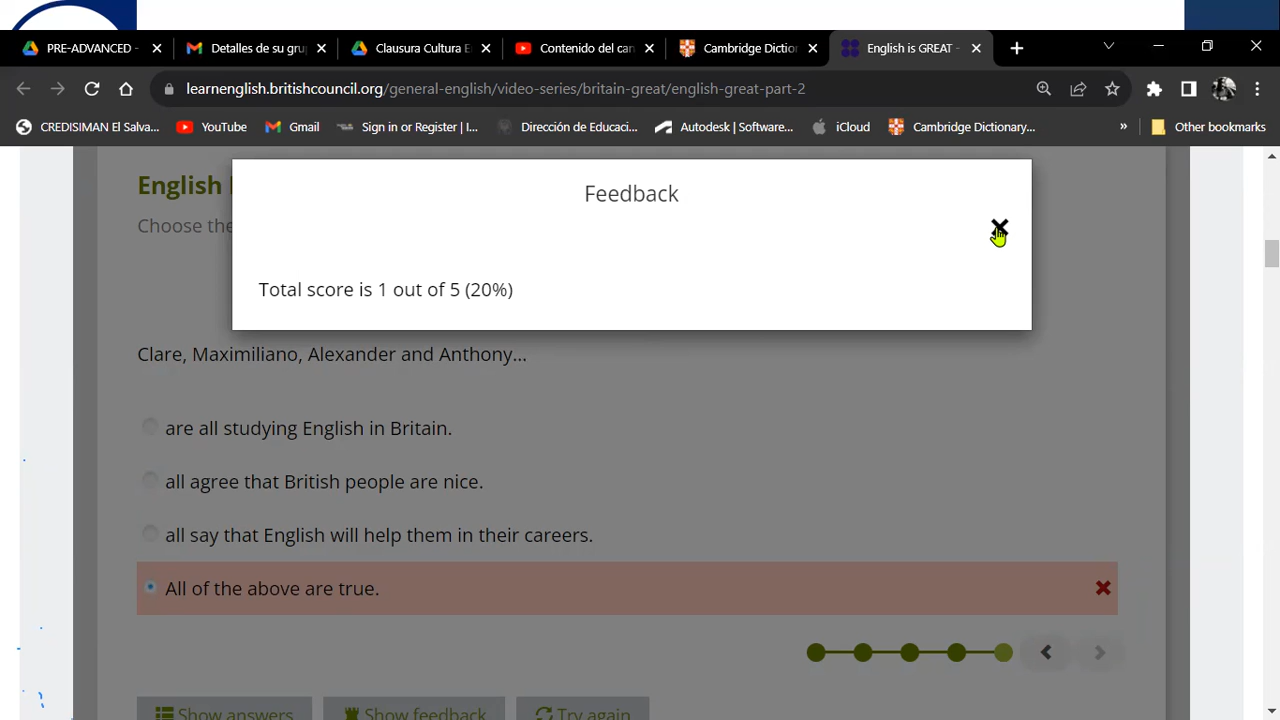 PRE-ADVANCED -
Detalles de su gru
Clausura Cultura E
Contenido del can
Cambridge Dictior
English is GREAT -
learnenglish.britishcouncil.org/general-english/video-series/britain-great/english-great-part-2
CREDISIMAN El Salva...
YouTube
Gmail
Sign in or Register | I...
Dirección de Educaci...
Autodesk | Software...
iCloud
Cambridge Dictionary...
»
Other bookmarks
English
Feedback
Choose the
Total score is 1 out of 5 (20%)
Clare, Maximiliano, Alexander and Anthony...
are all studying English in Britain.
all agree that British people are nice.
all say that English will help them in their careers.
All of the above are true.
Show answers
Show feedback
Try again